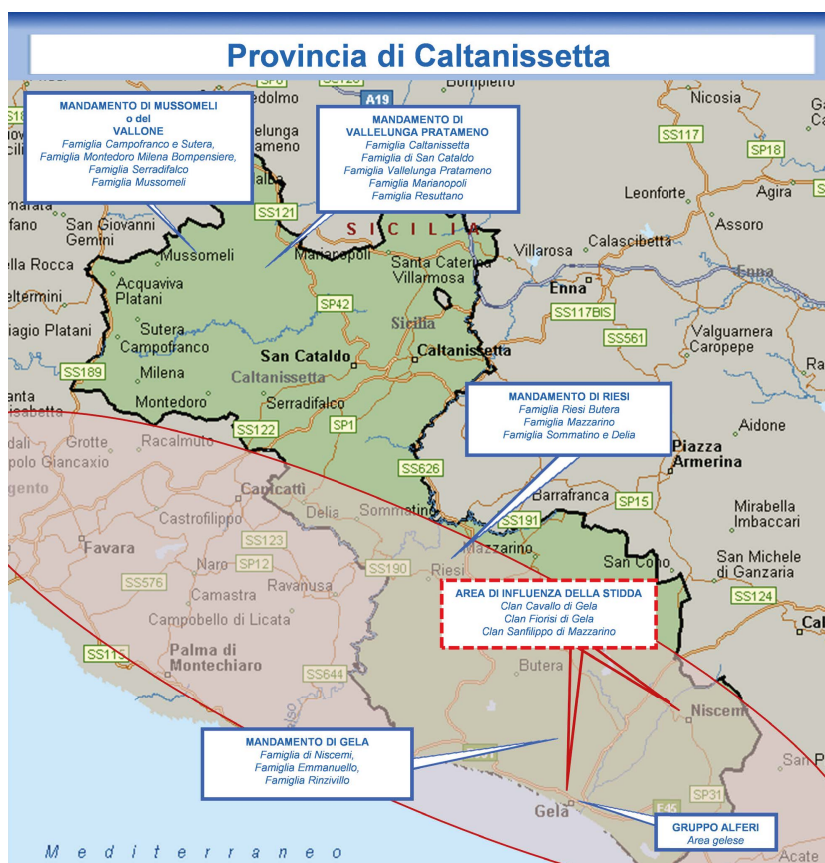 Provincia di Caltanissetta
Bompietro
A19
Nicosia
SS117
SP18
MANDAMENTO DI MUSSOMELI
o del
VALLONE
Famiglia Campofranco e Sutera,
Famiglia Montedoro Milena Bompensiere,
Famiglia Serradifalco
Famiglia Mussomeli
MANDAMENTO DI
VALLELUNGA PRATAMENO
Famiglia Caltanissetta
Famiglia di San Cataldo
Famiglia Vallelunga Pratameno
Famiglia Marianopoli
Famiglia Resuttano
Leonforte
Agira
Assoro
San Giovanni
Gemini
SS121
SICILIA
Calascibetta
Villarosa
Mussomeli
Marianopoli
Santa Caterina
Villarmosa
Enna
Enna
Acquaviva
Platani
SP42
SS117BIS
SS561
Sicilia
Valguarnera
Caropepe
Sutera
Campofranco
San Cataldo
Caltanissetta
SS189
Milena
Caltanissetta
Montedoro
Serradifalco
SS122
SP1
MANDAMENTO DI RIESI
Famiglia Riesi Butera
Famiglia Mazzarino
Famiglia Sommatino e Delia
Aidone
Grotte
Racalmuto
Piazza
Armerina
SS626
Canicattì
Barrafranca
SP15
Castrofilippo
Delia
Sommatino
SS191
Mirabella
Imbaccari
Favara
SS123
Mazzarino
San Cono
San Michele
di Ganzaria
Naro
SP12
SS190
Riesi
SS576
Camastra
Ravanusa
SS124
AREA DI INFLUENZA DELLA STIDDA
Clan Cavallo di Gela
Clan Fiorisi di Gela
Clan Sanfilippo di Mazzarino
Campobello di Licata
Palma di
Montechiaro
SS115
SS644
Butera
Niscemi
MANDAMENTO DI GELA
Famiglia di Niscemi,
Famiglia Emmanuello,
Famiglia Rinzivillo
SP31
Gela
E45
GRUPPO ALFERI
Area gelese
Mediterraneo
Acate